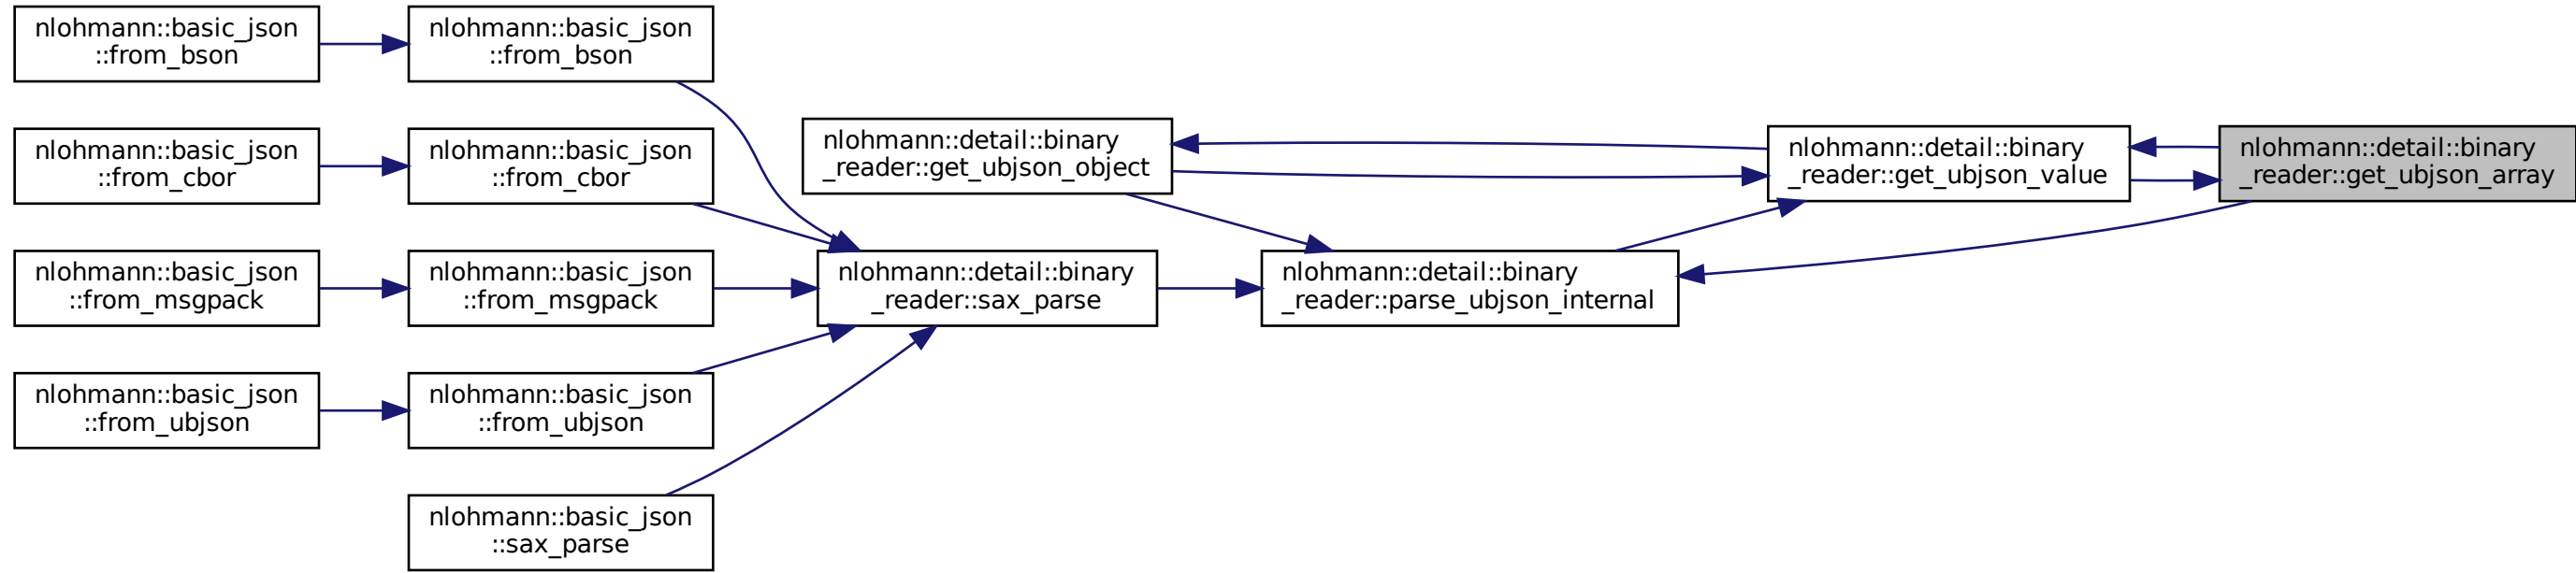 nlohmann::basic_json
::from_bson
nlohmann::basic_json
::from_bson
nlohmann::basic_json
::from_cbor
nlohmann::basic_json
::from_cbor
nlohmann::detail::binary
_reader::get_ubjson_object
nlohmann::detail::binary
_reader::get_ubjson_value
nlohmann::detail::binary
_reader::get_ubjson_array
nlohmann::basic_json
::from_msgpack
nlohmann::basic_json
::from_msgpack
nlohmann::detail::binary
_reader::sax_parse
nlohmann::detail::binary
_reader::parse_ubjson_internal
nlohmann::basic_json
::from_ubjson
nlohmann::basic_json
::from_ubjson
nlohmann::basic_json
::sax_parse